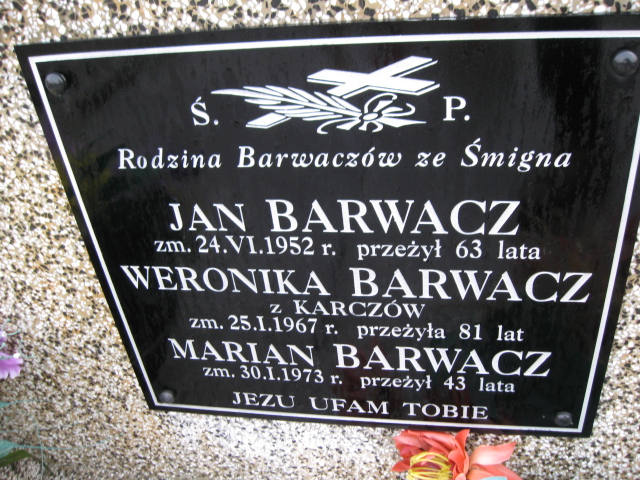 Ś. P.
Rodzina Barwaczów ze Śmigna
JAN BARWACZ
zm. 24.VI.1952 r. przeżył 63 lata
WERONIKA BARWACZ
z KARCZÓW
zm. 25.I.1967 r. przeżyła 81 lat
MARIAN BARWACZ
zm. 30.I.1973 r. przeżył 43 lata
JEZU UFAM TOBIE